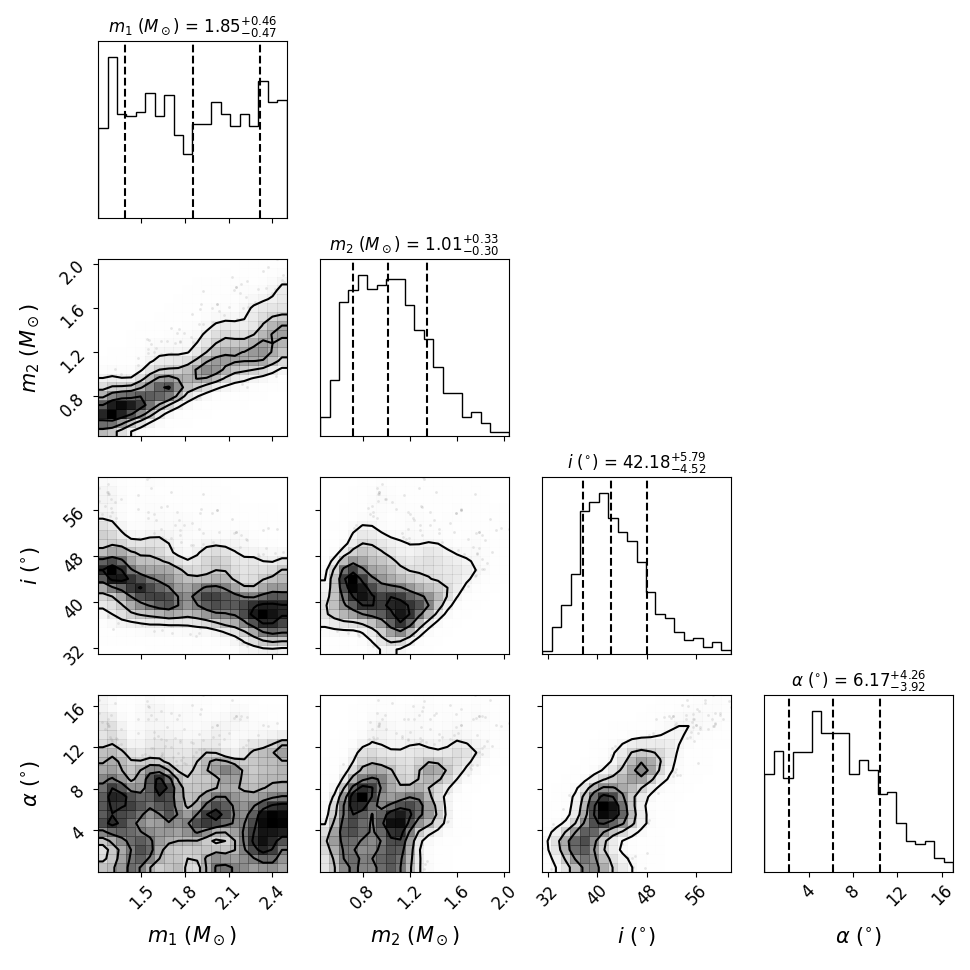 m₁ (M⊙) = 1.85+0.46−0.47
m₂ (M⊙) = 1.01+0.33−0.30
2.0
1.6
1.2
0.8
m₂ (M⊙)
i (°) = 42.18+5.79−4.52
56
48
40
32
i (°)
α (°) = 6.17+4.26−3.92
16
12
8
4
α (°)
1.5 1.8 2.1 2.4 0.8 1.2 1.6 2.0 32 40 48 56 4 8 12 16
m₁ (M⊙) m₂ (M⊙) i (°) α (°)